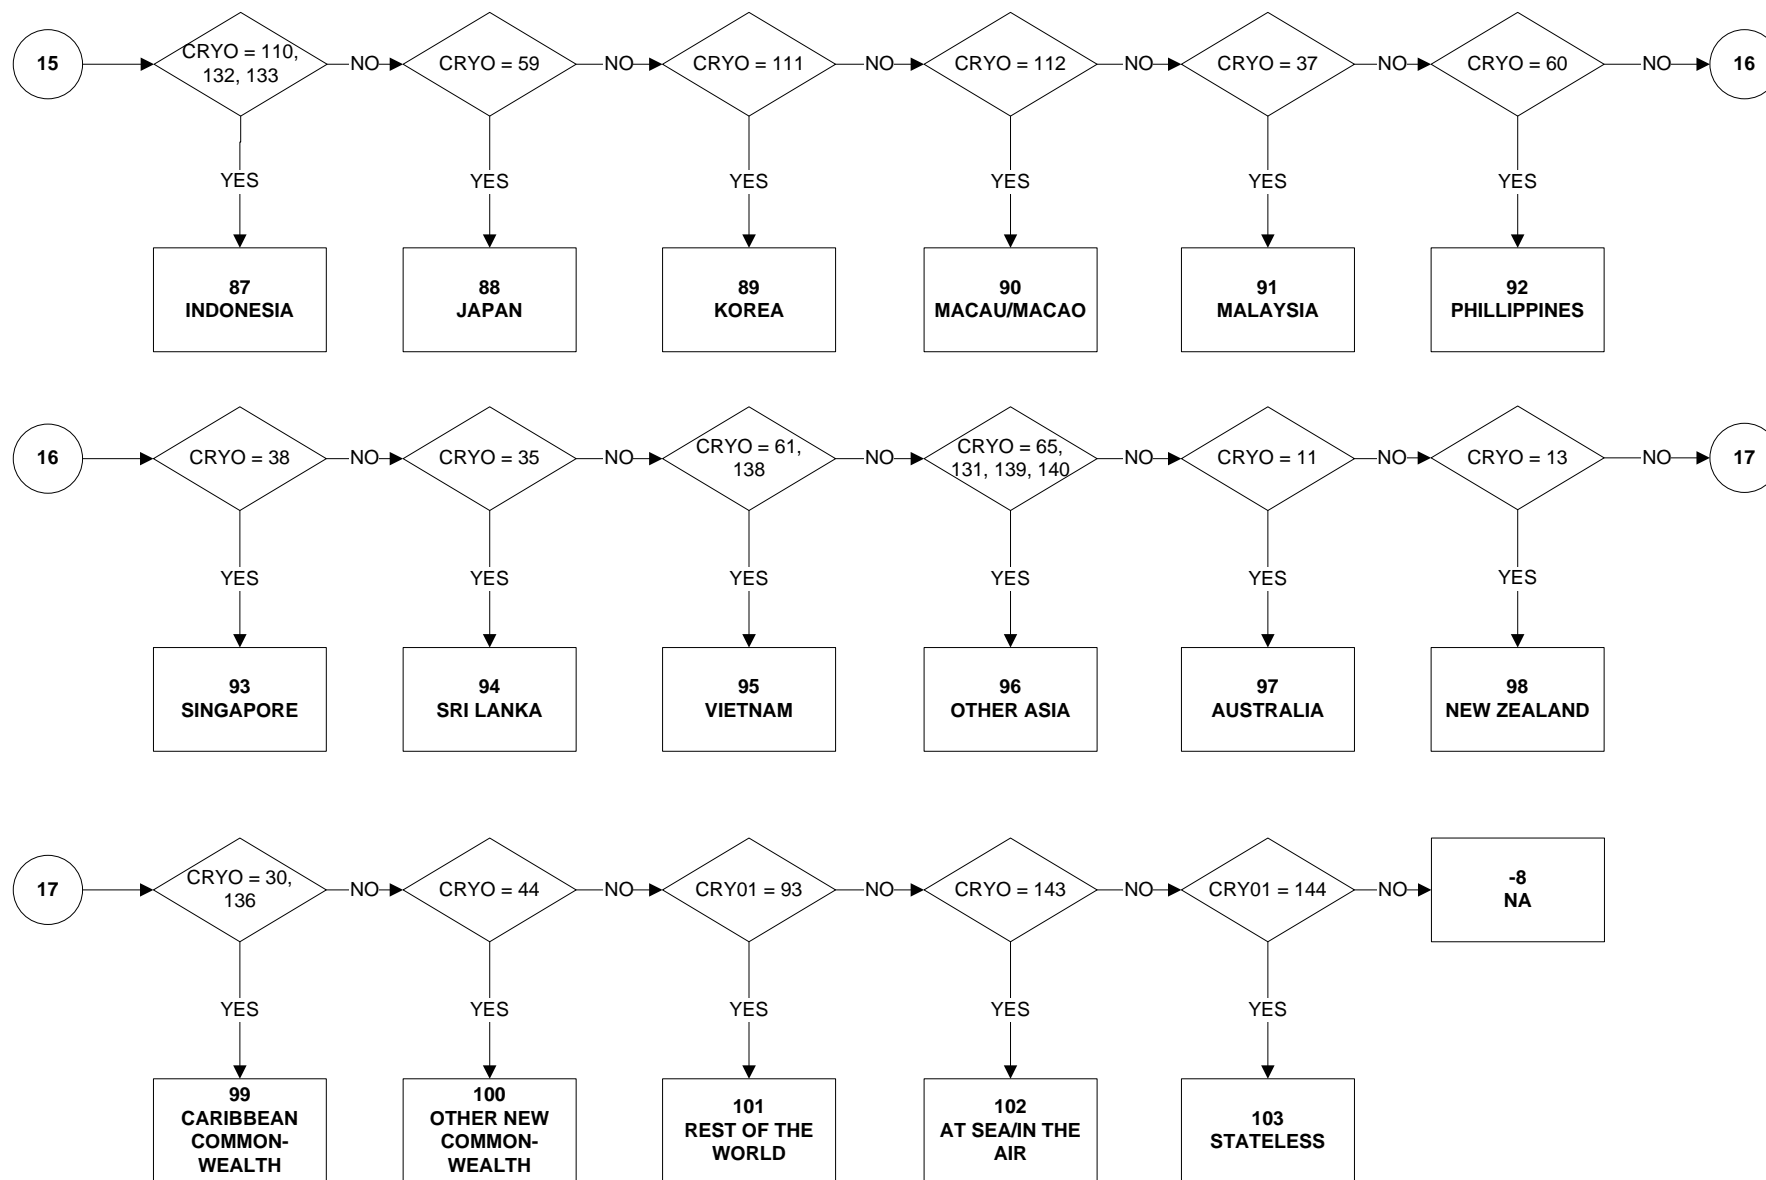 15
CRYO = 110,
132, 133
NO
CRYO = 59
NO
CRYO = 111
NO
CRYO = 112
NO
CRYO = 37
NO
CRYO = 60
NO
16
YES
YES
YES
YES
YES
YES
87
INDONESIA
88
JAPAN
89
KOREA
90
MACAU/MACAO
91
MALAYSIA
92
PHILLIPPINES
16
CRYO = 38
NO
CRYO = 35
NO
CRYO = 61,
138
NO
CRYO = 65,
131, 139, 140
NO
CRYO = 11
NO
CRYO = 13
NO
17
YES
YES
YES
YES
YES
YES
93
SINGAPORE
94
SRI LANKA
95
VIETNAM
96
OTHER ASIA
97
AUSTRALIA
98
NEW ZEALAND
17
CRYO = 30,
136
NO
CRYO = 44
NO
CRY01 = 93
NO
CRYO = 143
NO
CRY01 = 144
NO
-8
NA
YES
YES
YES
YES
YES
99
CARIBBEAN
COMMON-
WEALTH
100
OTHER NEW
COMMON-
WEALTH
101
REST OF THE
WORLD
102
AT SEA/IN THE
AIR
103
STATELESS